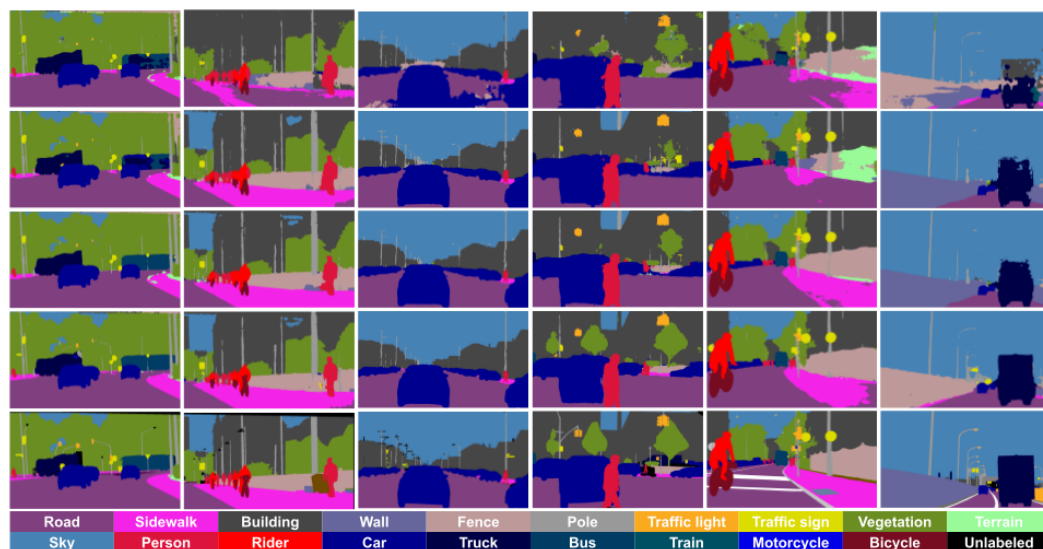 Road Sidewalk Building Wall Fence Pole Traffic light Traffic sign Vegetation Terrain
Sky Person Rider Car Truck Bus Train Motorcycle Bicycle Unlabeled